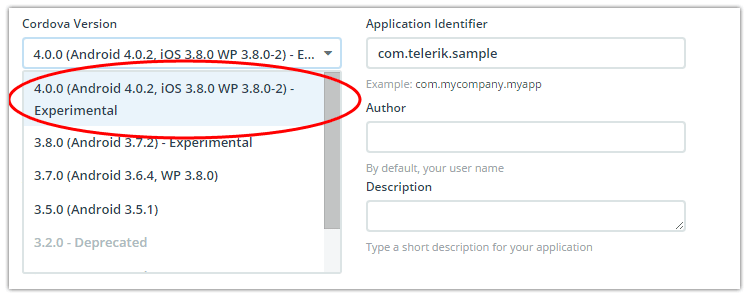 Cordova Version
4.0.0 (Android 4.0.2, iOS 3.8.0 WP 3.8.0-2) - E...
4.0.0 (Android 4.0.2, iOS 3.8.0 WP 3.8.0-2) -
Experimental
3.8.0 (Android 3.7.2) - Experimental
3.7.0 (Android 3.6.4, WP 3.8.0)
3.5.0 (Android 3.5.1)
3.2.0 - Deprecated
Application Identifier
com.telerik.sample
Example: com.mycompany.myapp
Author
By default, your user name
Description
Type a short description for your application